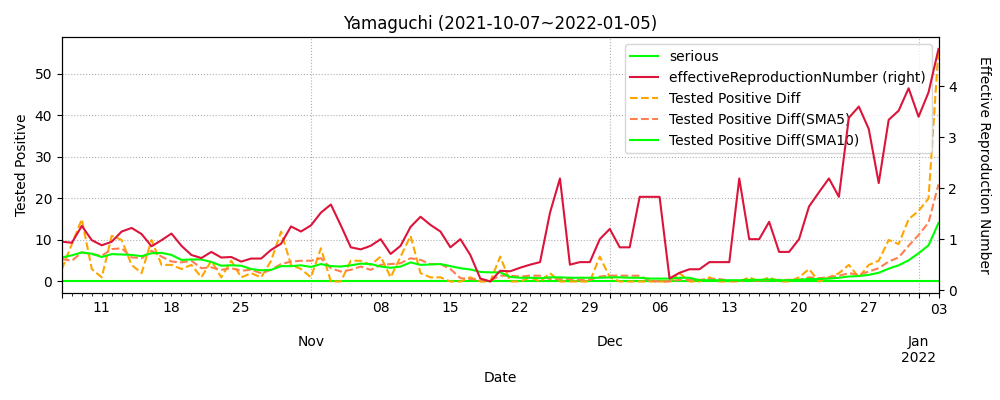 Yamaguchi (2021-10-07~2022-01-05)
serious
effectiveReproductionNumber (right)
Tested Positive Diff
Tested Positive Diff(SMA5)
Tested Positive Diff(SMA10)
Tested Positive
50
40
30
20
10
0
Effective Reproduction Number
4
3
2
1
0
11 18 25 08 15 22 29 06 13 20 27 03
Nov Dec Jan
2022
Date